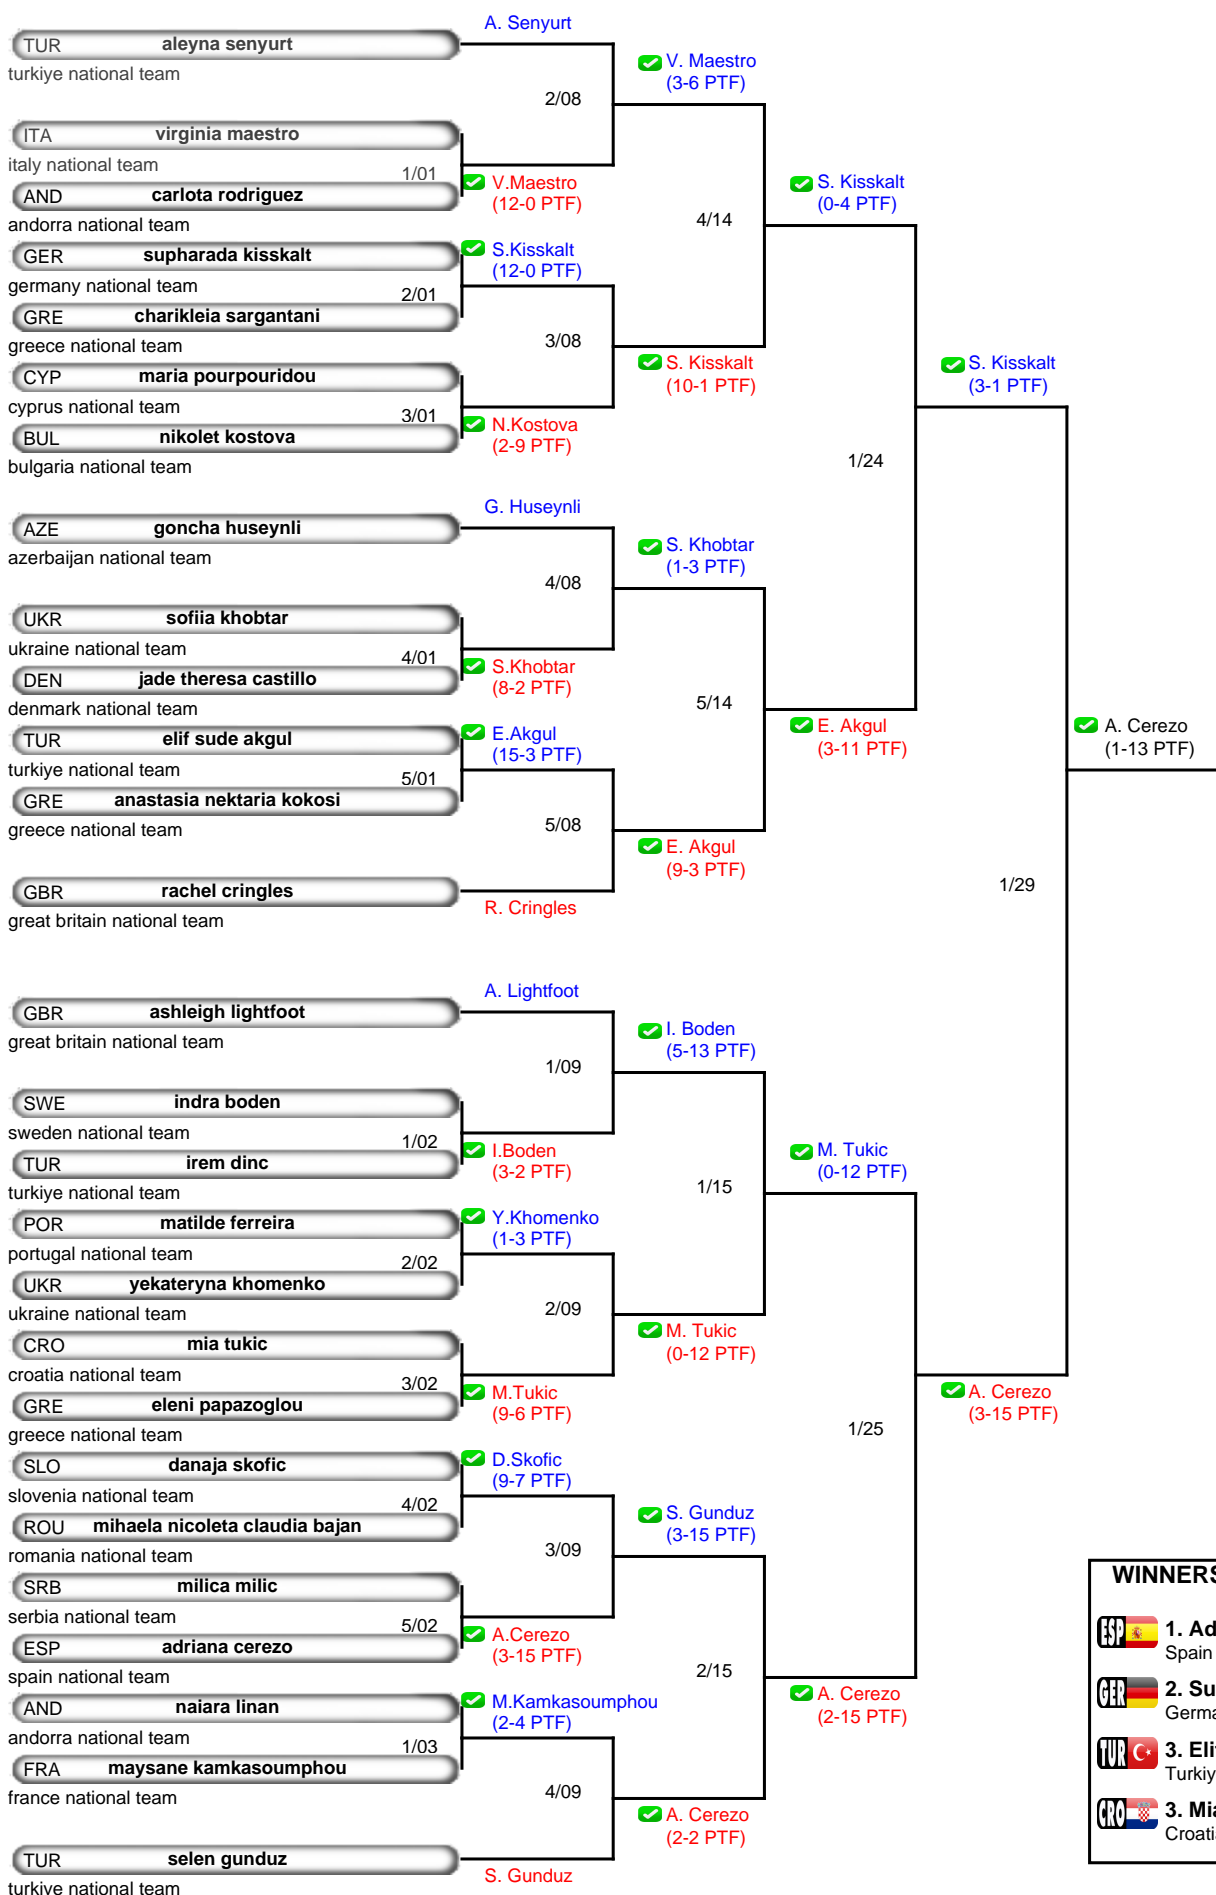 A. Senyurt
TUR aleyna senyurt
turkiye national team
V. Maestro
(3-6 PTF)
2/08
ITA virginia maestro
italy national team
1/01
V.Maestro
(12-0 PTF)
AND carlota rodriguez
andorra national team
S. Kisskalt
(0-4 PTF)
4/14
GER supharada kisskalt
germany national team
S.Kisskalt
(12-0 PTF)
2/01
GRE charikleia sargantani
greece national team
3/08
S. Kisskalt
(10-1 PTF)
S. Kisskalt
(3-1 PTF)
CYP maria pourpouridou
cyprus national team
3/01
N.Kostova
(2-9 PTF)
BUL nikolet kostova
bulgaria national team
1/24
G. Huseynli
AZE goncha huseynli
azerbaijan national team
S. Khobtar
(1-3 PTF)
4/08
UKR sofiia khobtar
ukraine national team
4/01
S.Khobtar
(8-2 PTF)
DEN jade theresa castillo
denmark national team
5/14
E. Akgul
(3-11 PTF)
A. Cerezo
(1-13 PTF)
TUR elif sude akgul
turkiye national team
E.Akgul
(15-3 PTF)
5/01
GRE anastasia nektaria kokosi
greece national team
5/08
E. Akgul
(9-3 PTF)
GBR rachel cringles
great britain national team
R. Cringles
1/29
A. Lightfoot
GBR ashleigh lightfoot
great britain national team
I. Boden
(5-13 PTF)
1/09
SWE indra boden
sweden national team
1/02
I.Boden
(3-2 PTF)
TUR irem dinc
turkiye national team
M. Tukic
(0-12 PTF)
1/15
POR matilde ferreira
portugal national team
Y.Khomenko
(1-3 PTF)
2/02
UKR yekateryna khomenko
ukraine national team
2/09
M. Tukic
(0-12 PTF)
CRO mia tukic
croatia national team
3/02
M.Tukic
(9-6 PTF)
GRE eleni papazoglou
greece national team
A. Cerezo
(3-15 PTF)
1/25
SLO danaja skofic
slovenia national team
D.Skofic
(9-7 PTF)
4/02
ROU mihaela nicoleta claudia bajan
romania national team
S. Gunduz
(3-15 PTF)
3/09
SRB milica milic
serbia national team
5/02
A.Cerezo
(3-15 PTF)
ESP adriana cerezo
spain national team
2/15
A. Cerezo
(2-15 PTF)
AND naiara linan
andorra national team
M.Kamkasoumphou
(2-4 PTF)
1/03
FRA maysane kamkasoumphou
france national team
4/09
A. Cerezo
(2-2 PTF)
TUR selen gunduz
turkiye national team
S. Gunduz
WINNERS
ESP 1. Ad
Spain
GER 2. Su
Germa
TUR 3. Eli
Turkiy
CRO 3. Mia
Croati